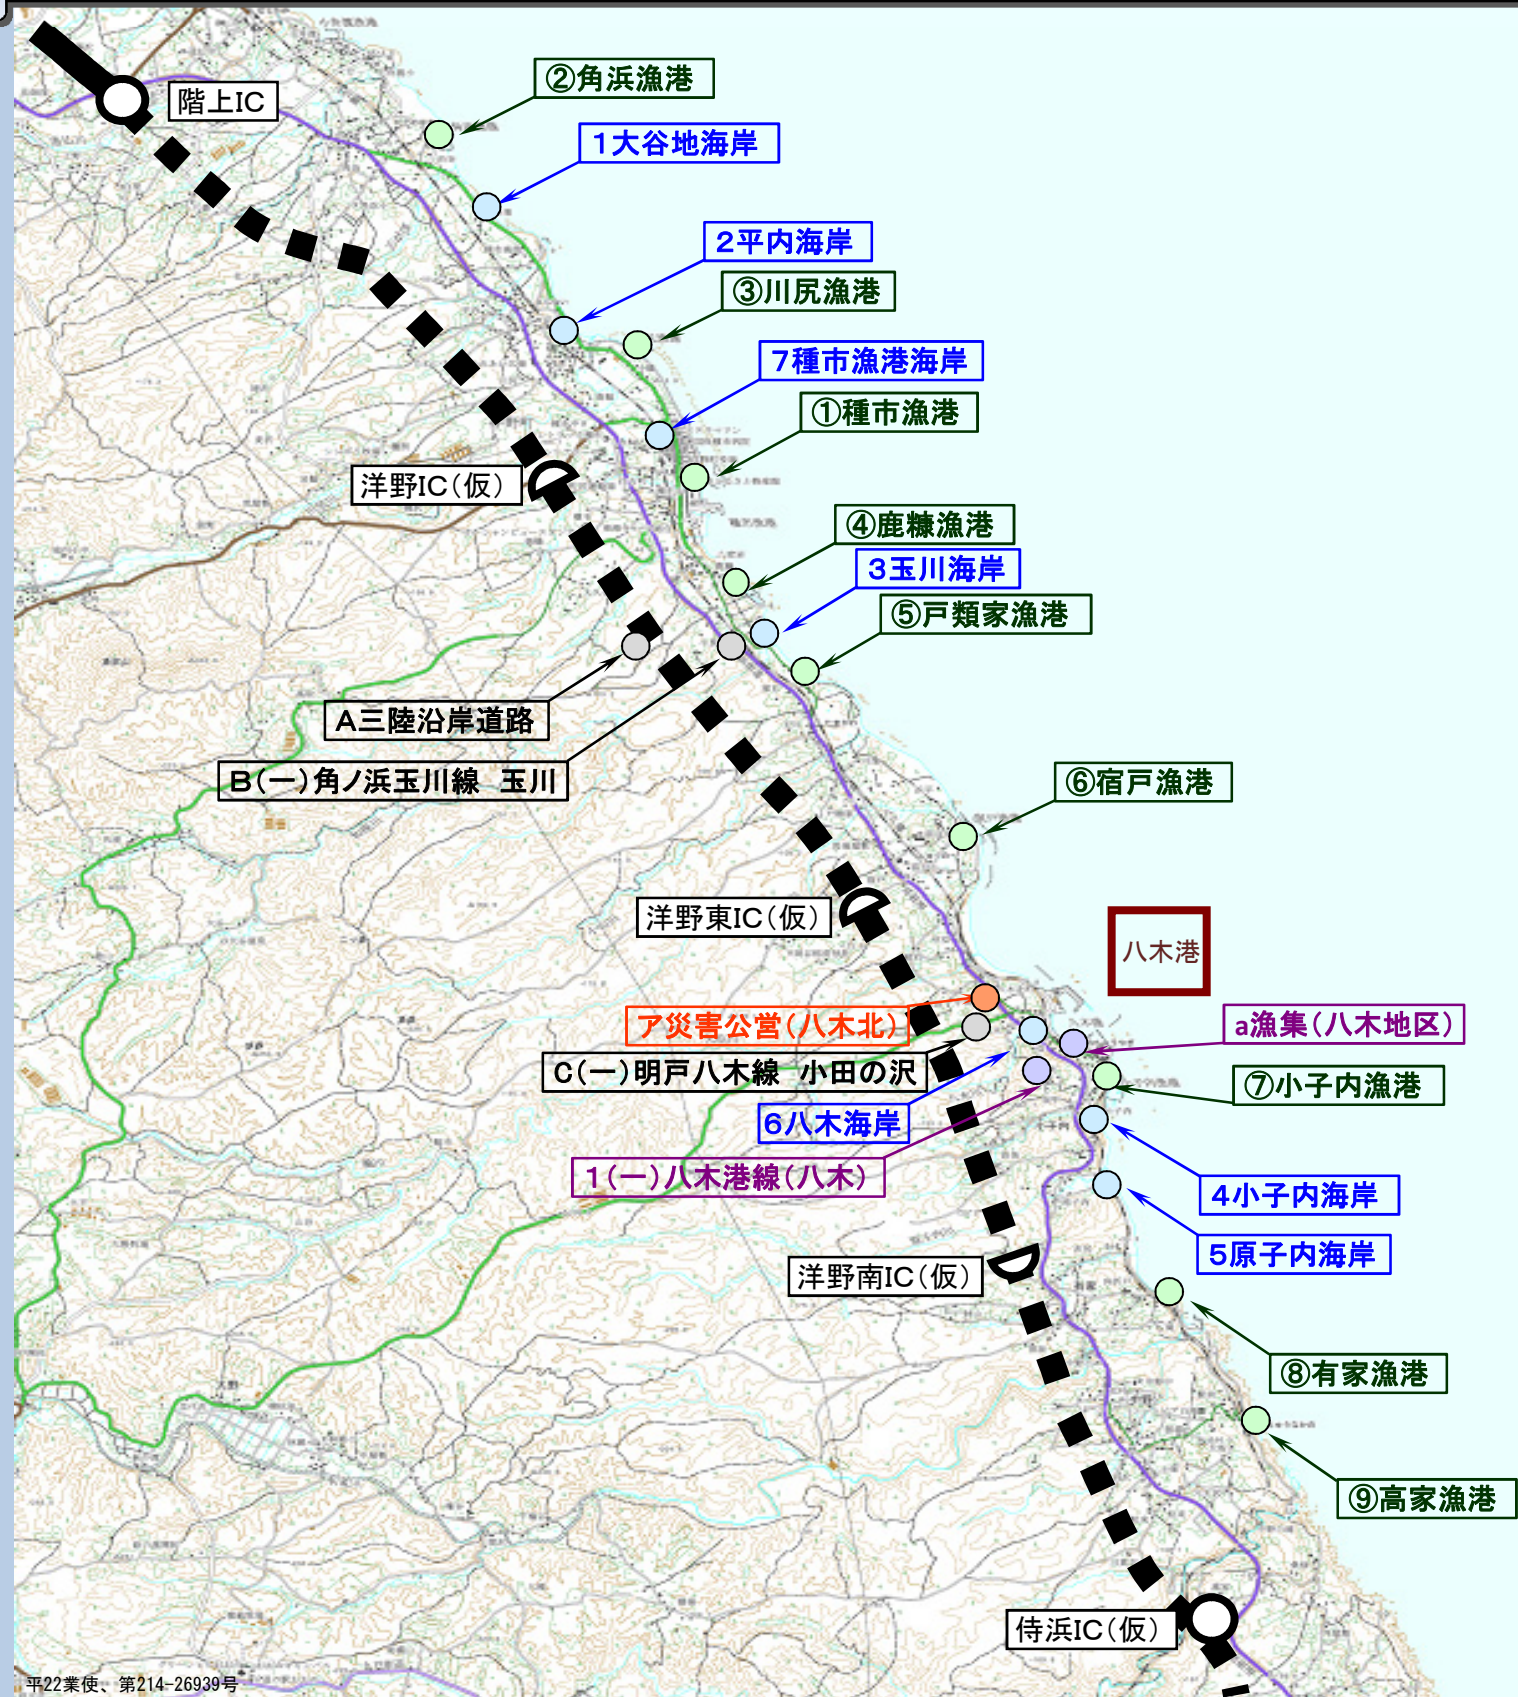 ②角浜漁港
階上IC
1大谷地海岸
2平内海岸
③川尻漁港
7種市漁港海岸
①種市漁港
洋野IC(仮)
④鹿糠漁港
3玉川海岸
⑤戸類家漁港
A三陸沿岸道路
B(一)角ノ浜玉川線 玉川
⑥宿戸漁港
洋野東IC(仮)
八木港
ア災害公営(八木北)
a漁集(八木地区)
C(一)明戸八木線 小田の沢
⑦小子内漁港
6八木海岸
1(一)八木港線(八木)
4小子内海岸
5原子内海岸
洋野南IC(仮)
⑧有家漁港
⑨高家漁港
侍浜IC(仮)
平22業使、第214-26939号